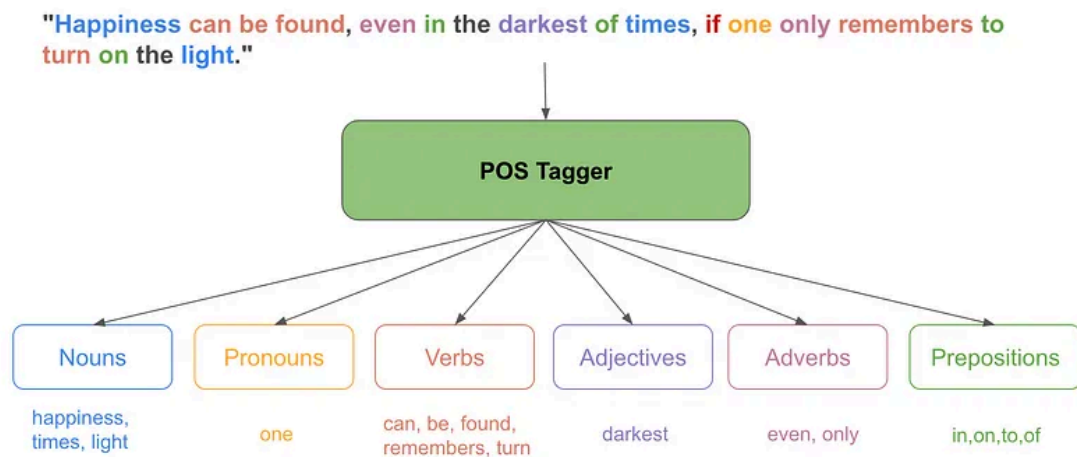 "Happiness can be found, even in the darkest of times, if one only remembers to
turn on the light."
POS Tagger
Nouns
Pronouns
Verbs
Adjectives
Adverbs
Prepositions
happiness,
times, light
one
can, be, found,
remembers, turn
darkest
even, only
in,on,to,of